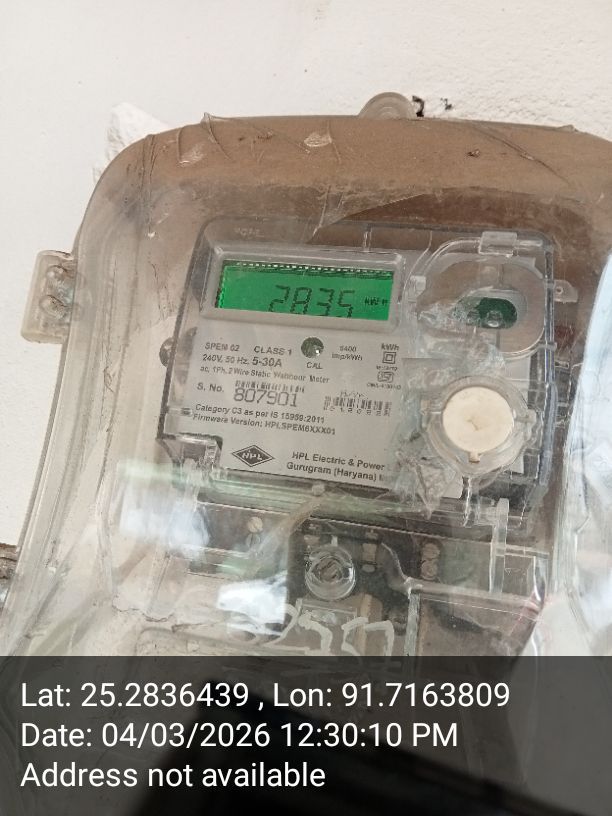 2835 kWh
SPEM 02 CLASS 1
240V, 50 Hz, 5-30A
ac, 1Ph, 2 Wire Static Watthour Meter
CAL
6400
imp/kWh
kWh
S. No. 807901
Category C3 as per IS 15959:2011
Firmware Version: HPLSPEM6XXX01
HPL
HPL Electric & Power
Gurugram (Haryana)
Lat: 25.2836439 , Lon: 91.7163809
Date: 04/03/2026 12:30:10 PM
Address not available